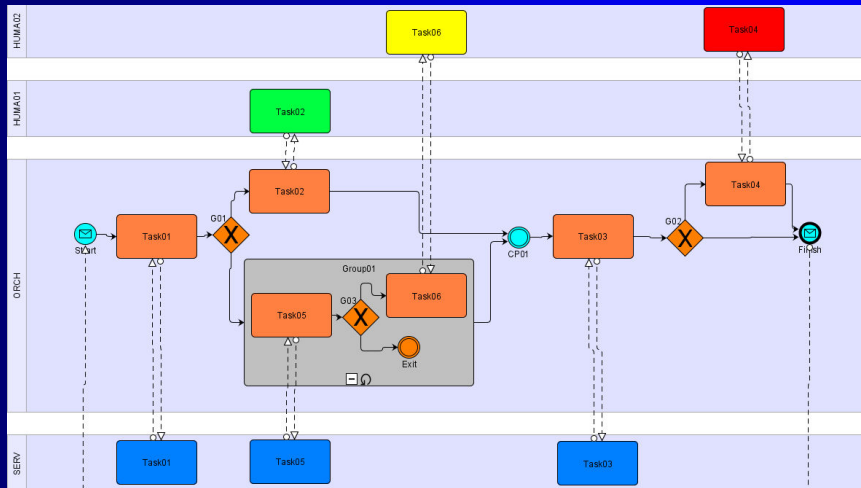 HUMA02
Task06
Task04
HUMA01
Task02
ORCH
Start
Task01
G01
Task02
Group01
Task05
G03
Task06
Exit
CP01
Task03
G02
Task04
Finish
SERV
Task01
Task05
Task03